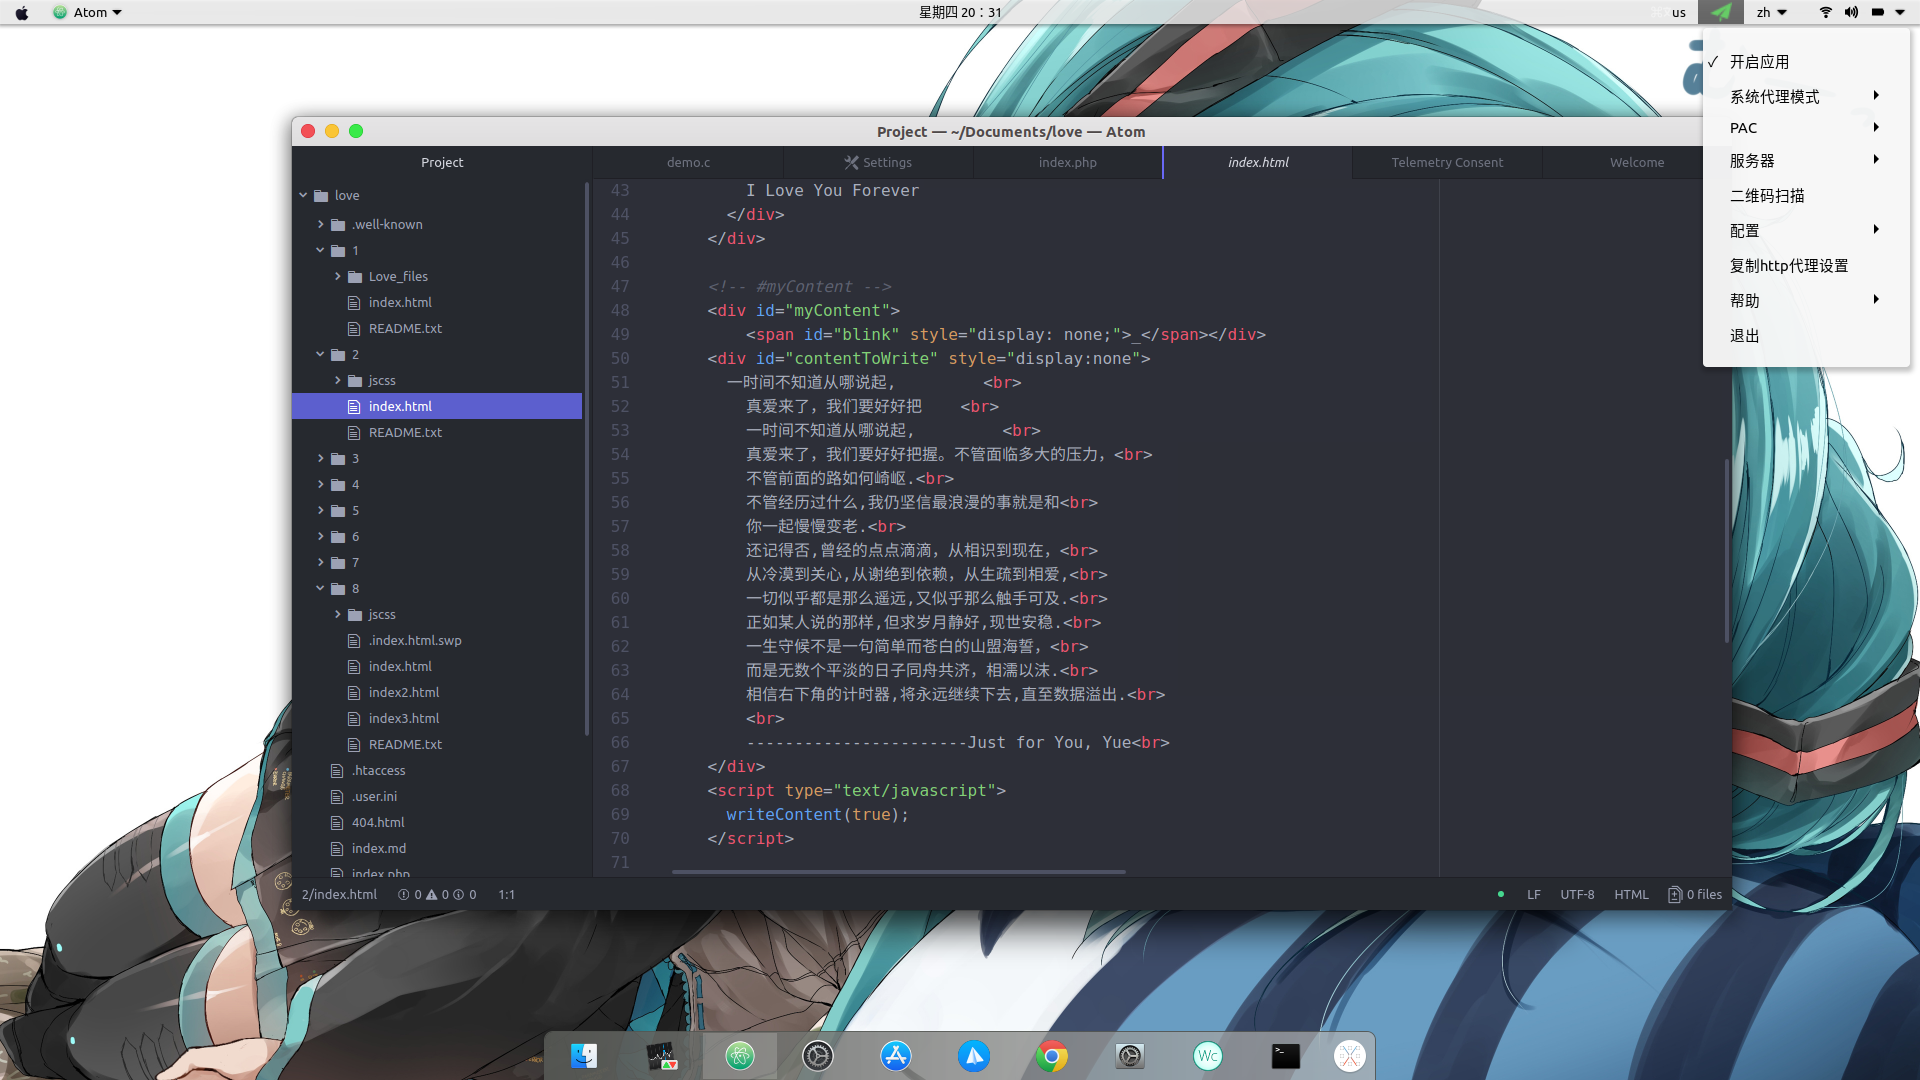 Atom
星期四 20：31
us
zh
开启应用
系统代理模式
PAC
服务器
二维码扫描
配置
复制http代理设置
帮助
退出
Project — ~/Documents/love — Atom
Project
demo.c
Settings
index.php
index.html
Telemetry Consent
Welcome
love
.well-known
1
Love_files
index.html
README.txt
2
jscss
index.html
README.txt
3
4
5
6
7
8
jscss
.index.html.swp
index.html
index2.html
index3.html
README.txt
.htaccess
.user.ini
404.html
index.md
index.php
43 I Love You Forever
44 </div>
45 </div>
46
47 <!-- #myContent -->
48 <div id="myContent">
49 <span id="blink" style="display: none;">_</span></div>
50 <div id="contentToWrite" style="display:none">
51 一时间不知道从哪说起, <br>
52 真爱来了，我们要好好把 <br>
53 一时间不知道从哪说起, <br>
54 真爱来了，我们要好好把握。不管面临多大的压力，<br>
55 不管前面的路如何崎岖.<br>
56 不管经历过什么,我仍坚信最浪漫的事就是和<br>
57 你一起慢慢变老.<br>
58 还记得否,曾经的点点滴滴，从相识到现在，<br>
59 从冷漠到关心,从谢绝到依赖，从生疏到相爱,<br>
60 一切似乎都是那么遥远,又似乎那么触手可及.<br>
61 正如某人说的那样,但求岁月静好,现世安稳.<br>
62 一生守候不是一句简单而苍白的山盟海誓，<br>
63 而是无数个平淡的日子同舟共济，相濡以沫.<br>
64 相信右下角的计时器,将永远继续下去,直至数据溢出.<br>
65 <br>
66 -----------------------Just for You, Yue<br>
67 </div>
68 <script type="text/javascript">
69 writeContent(true);
70 </script>
71
2/index.html
0
0
0
1:1
LF
UTF-8
HTML
0 files
Wc